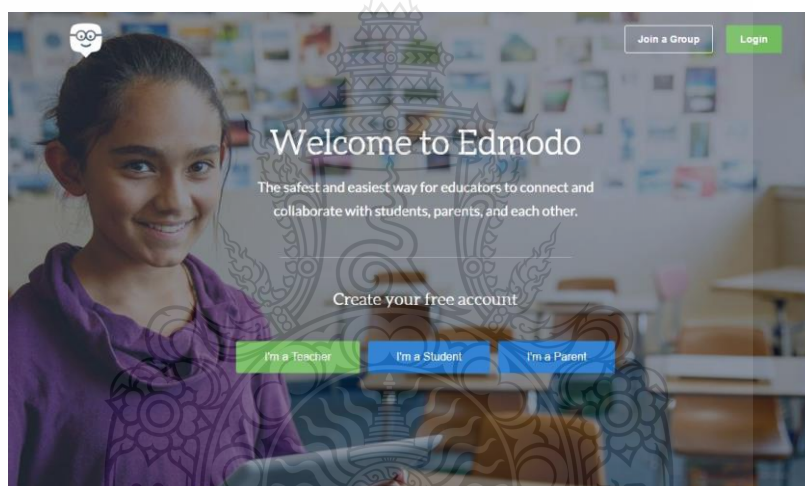 Join a Group
Login
Welcome to Edmodo
The safest and easiest way for educators to connect and
collaborate with students, parents, and each other.
Create your free account
I'm a Teacher
I'm a Student
I'm a Parent